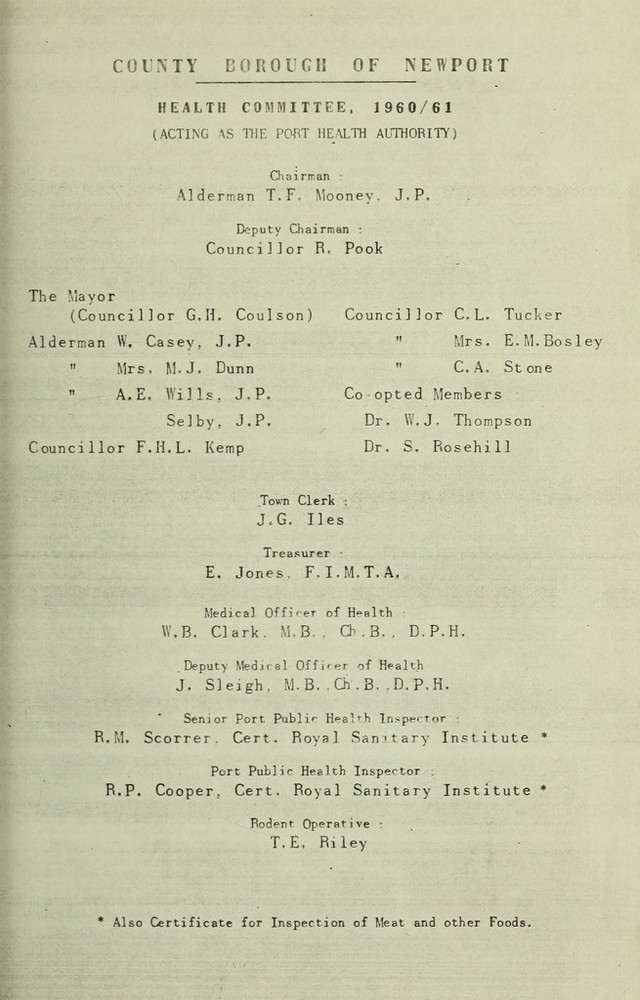 COUNTY BOROUGH OF NEWPORT
HEALTH COMMITTEE, 1960/61
(ACTING AS THE PORT HEALTH AUTHORITY)
Chairman :
Alderman T.F. Mooney, J.P.
Deputy Chairman :
Councillor R. Pook
The Mayor
(Councillor G.H. Coulson)
Alderman W. Casey, J.P.
" Mrs. M.J. Dunn
" A.E. Wills, J.P.
Selby, J.P.
Councillor F.H.L. Kemp
Councillor C.L. Tucker
" Mrs. E.M.Bosley
" C.A. Stone
Co-opted Members :
Dr. W.J. Thompson
Dr. S. Rosehill
Town Clerk :
J.G. Iles
Treasurer :
E. Jones, F.I.M.T.A.
Medical Officer of Health :
W.B. Clark. M.B., Ch.B., D.P.H.
Deputy Medical Officer of Health
J. Sleigh, M.B.,Ch.B.,D.P.H.
Senior Port Public Health Inspector :
R.M. Scorrer. Cert. Royal Sanitary Institute *
Port Public Health Inspector :
R.P. Cooper, Cert. Royal Sanitary Institute *
Rodent Operative :
T.E. Riley
* Also Certificate for Inspection of Meat and other Foods.